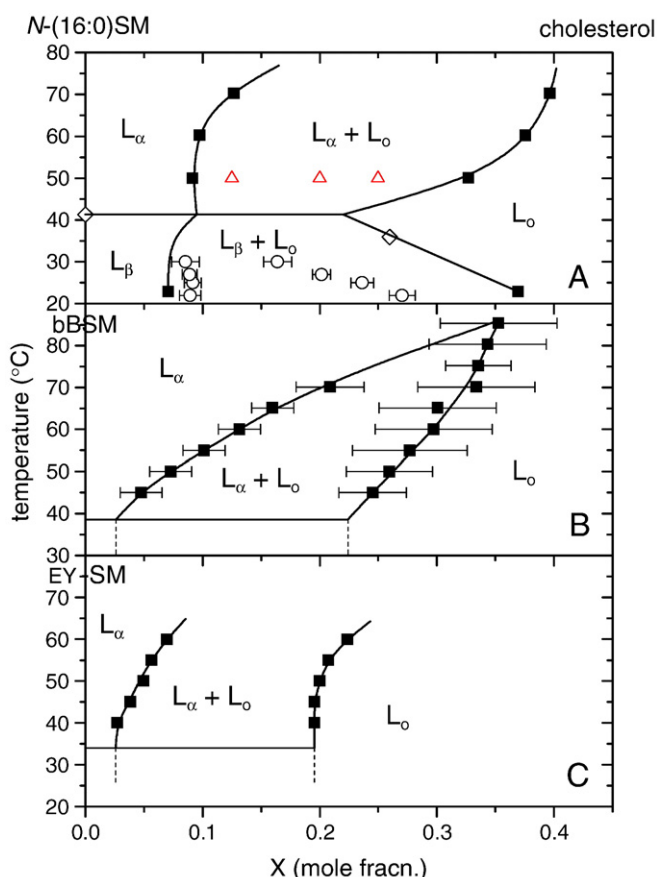 N-(16:0)SM cholesterol
80
70
60
50
40
30
20
Lα
Lα + Lo
Lo
Lβ
Lβ + Lo
A
bBSM
80
70
60
50
40
30
Lα
Lα + Lo
Lo
B
temperature (°C)
EY-SM
70
60
50
40
30
20
Lα
Lα + Lo
Lo
C
0.0 0.1 0.2 0.3 0.4
X (mole fracn.)